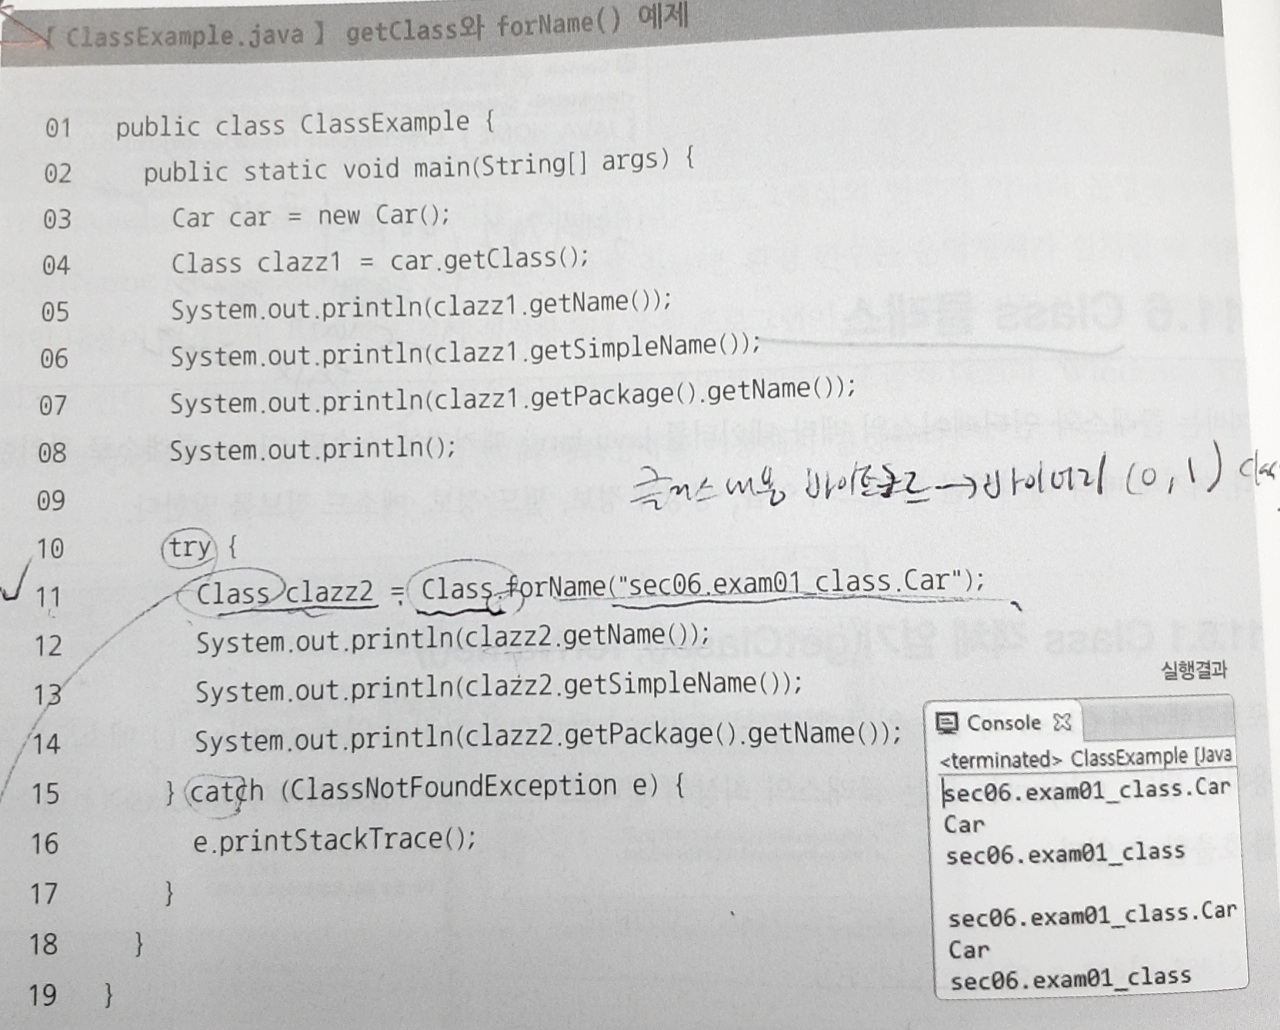 [ ClassExample.java ] getClass와 forName() 예제
01 public class ClassExample {
02 public static void main(String[] args) {
03 Car car = new Car();
04 Class clazz1 = car.getClass();
05 System.out.println(clazz1.getName());
06 System.out.println(clazz1.getSimpleName());
07 System.out.println(clazz1.getPackage().getName());
08 System.out.println();
09
클래스 내용 바이트코드 → 바이너리 (0, 1)
10 try {
11 Class clazz2 = Class.forName("sec06.exam01_class.Car");
12 System.out.println(clazz2.getName());
13 System.out.println(clazz2.getSimpleName());
14 System.out.println(clazz2.getPackage().getName());
15 } catch (ClassNotFoundException e) {
16 e.printStackTrace();
17 }
18 }
19 }
실행결과
Console
<terminated> ClassExample [Java
sec06.exam01_class.Car
Car
sec06.exam01_class
sec06.exam01_class.Car
Car
sec06.exam01_class